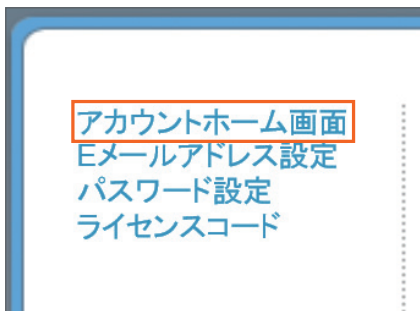 アカウントホーム画面
Eメールアドレス設定
パスワード設定
ライセンスコード